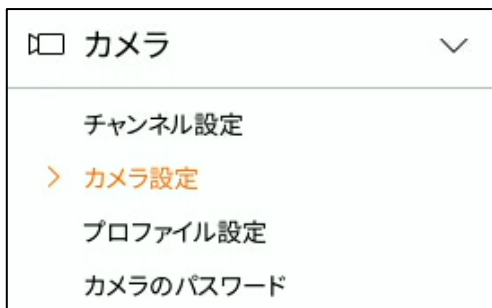 カメラ
チャンネル設定
カメラ設定
プロファイル設定
カメラのパスワード